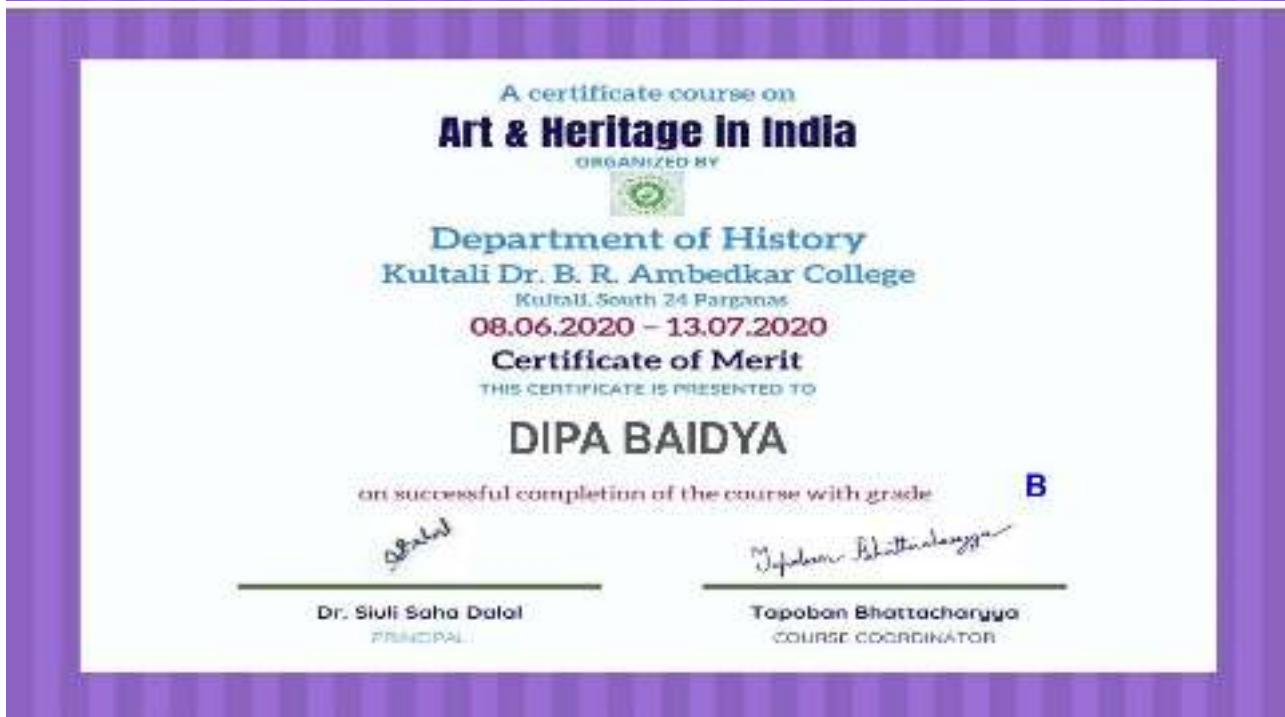 A certificate course on
Art & Heritage in India
ORGANIZED BY
Department of History
Kultali Dr. B. R. Ambedkar College
Kultali, South 24 Parganas
08.06.2020 – 13.07.2020
Certificate of Merit
THIS CERTIFICATE IS PRESENTED TO
DIPA BAIDYA
on successful completion of the course with grade B
Tapoban Bhattacharyya
Dr. Siuli Saha Dalal Tapoban Bhattacharyya
PRINCIPAL COURSE COORDINATOR